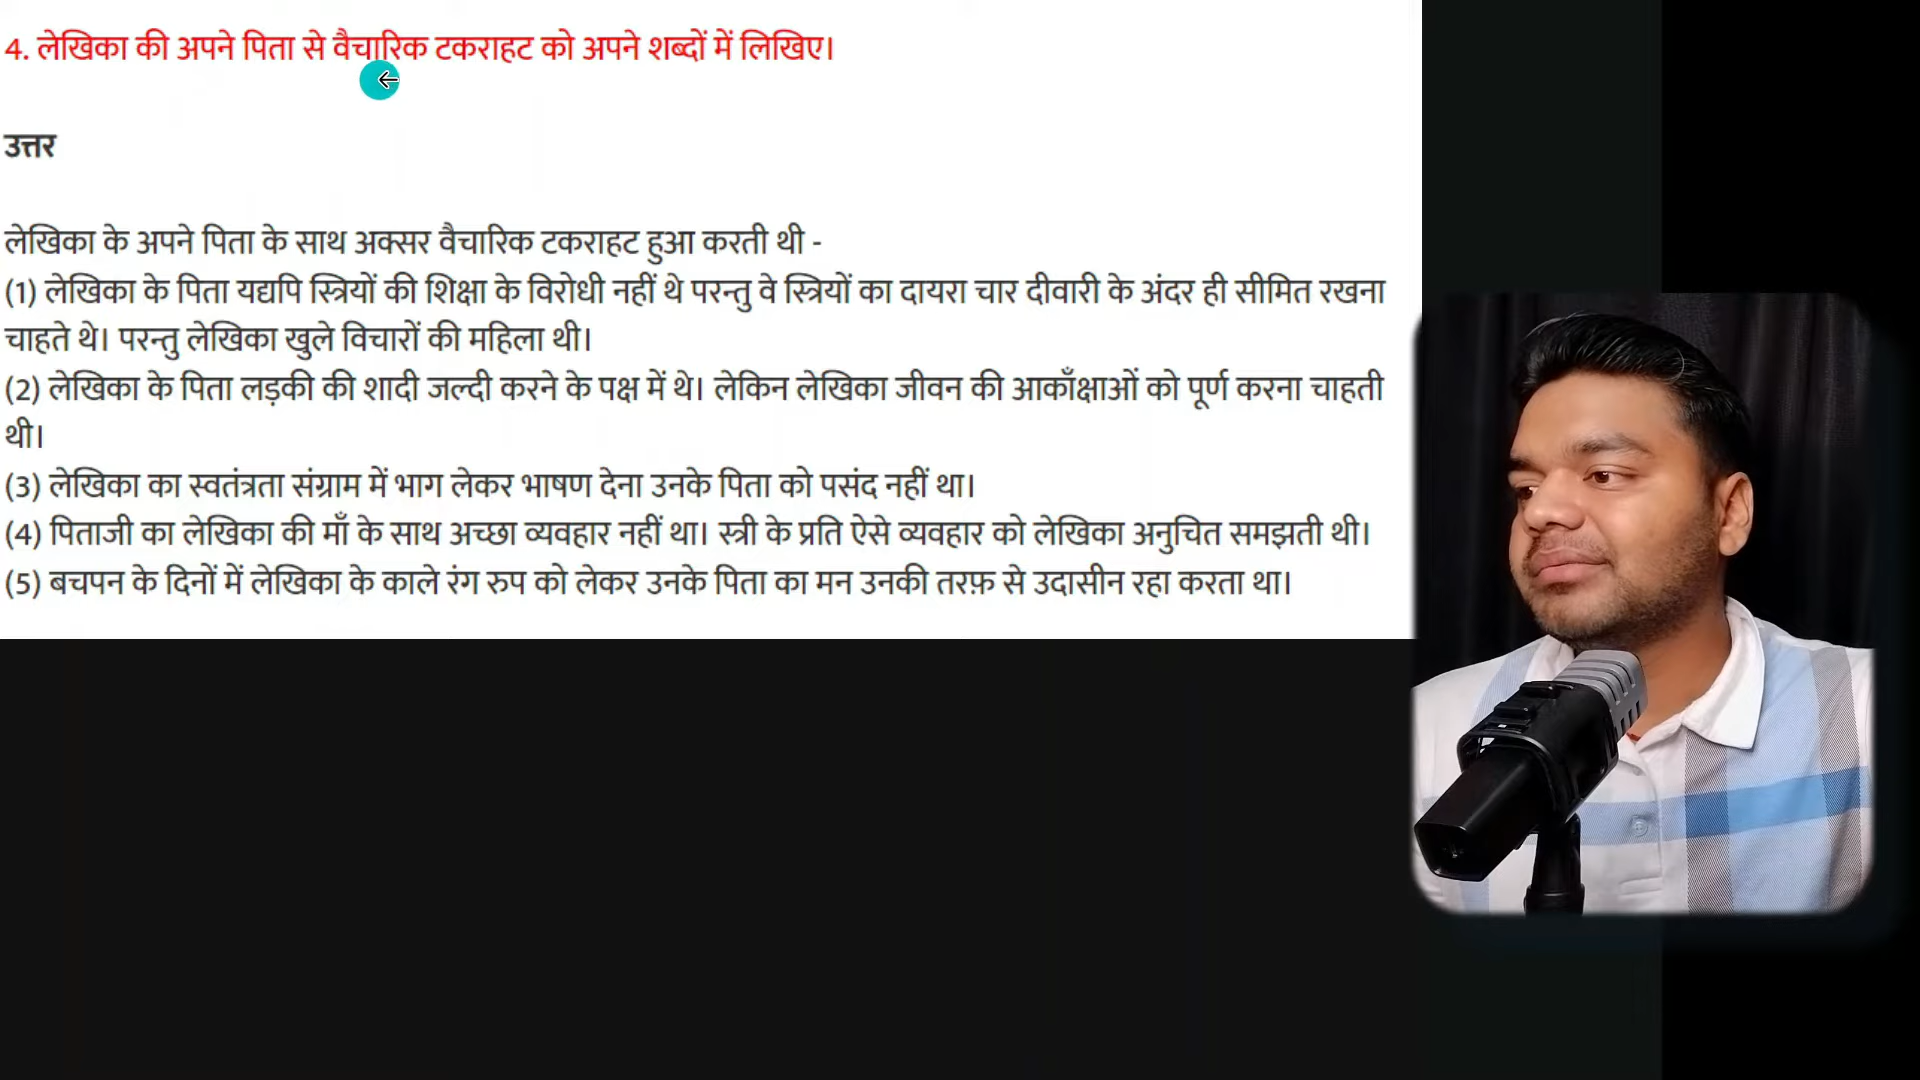 4. लेखिका की अपने पिता से वैचारिक टकराहट को अपने शब्दों में लिखिए।
उत्तर
लेखिका के अपने पिता के साथ अक्सर वैचारिक टकराहट हुआ करती थी -
(1) लेखिका के पिता यद्यपि स्त्रियों की शिक्षा के विरोधी नहीं थे परन्तु वे स्त्रियों का दायरा चार दीवारी के अंदर ही सीमित रखना
चाहते थे। परन्तु लेखिका खुले विचारों की महिला थी।
(2) लेखिका के पिता लड़की की शादी जल्दी करने के पक्ष में थे। लेकिन लेखिका जीवन की आकाँक्षाओं को पूर्ण करना चाहती
थी।
(3) लेखिका का स्वतंत्रता संग्राम में भाग लेकर भाषण देना उनके पिता को पसंद नहीं था।
(4) पिताजी का लेखिका की माँ के साथ अच्छा व्यवहार नहीं था। स्त्री के प्रति ऐसे व्यवहार को लेखिका अनुचित समझती थी।
(5) बचपन के दिनों में लेखिका के काले रंग रुप को लेकर उनके पिता का मन उनकी तरफ़ से उदासीन रहा करता था।